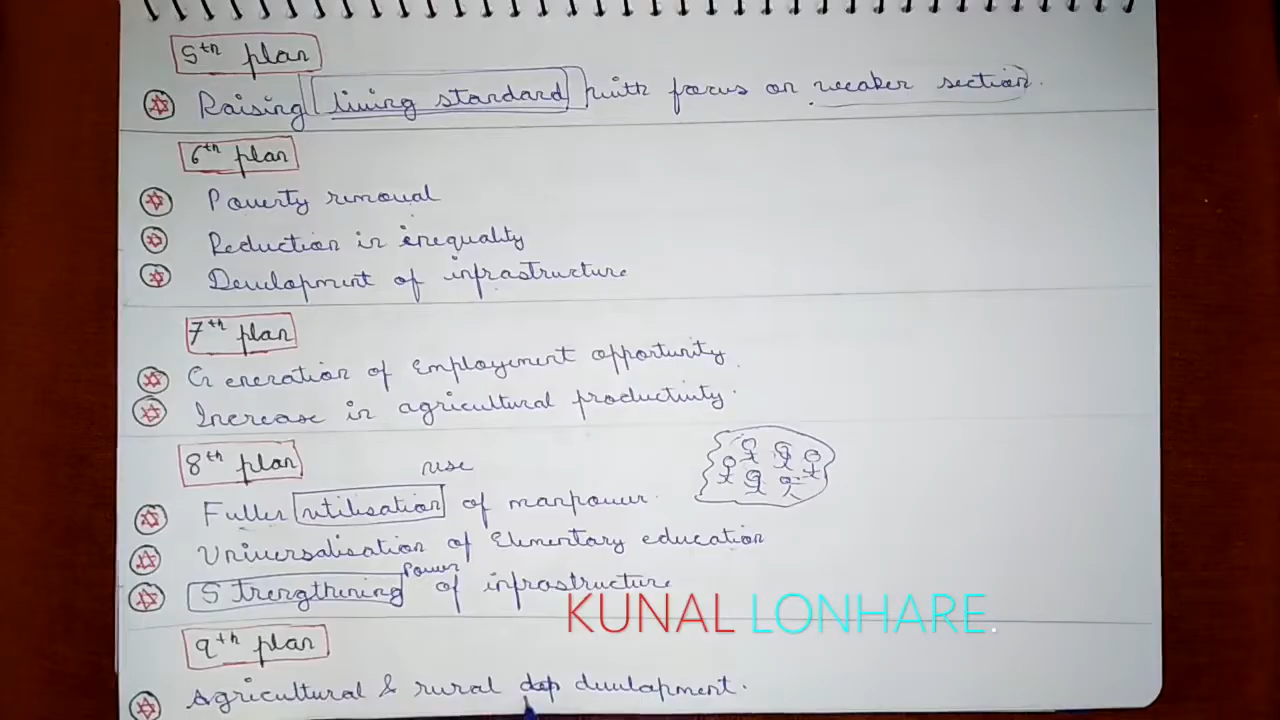 5th plan
Raising living standard with focus on weaker section.
6th plan
Poverty removal
Reduction in inequality
Development of infrastructure
7th plan
Generation of Employment opportunity
Increase in agricultural productivity.
8th plan
use
Fuller utilisation of manpower
Universalisation of Elementary education
Power
Strengthining of infrastructure
KUNAL LONHARE.
9th plan
Agricultural & rural dep development.